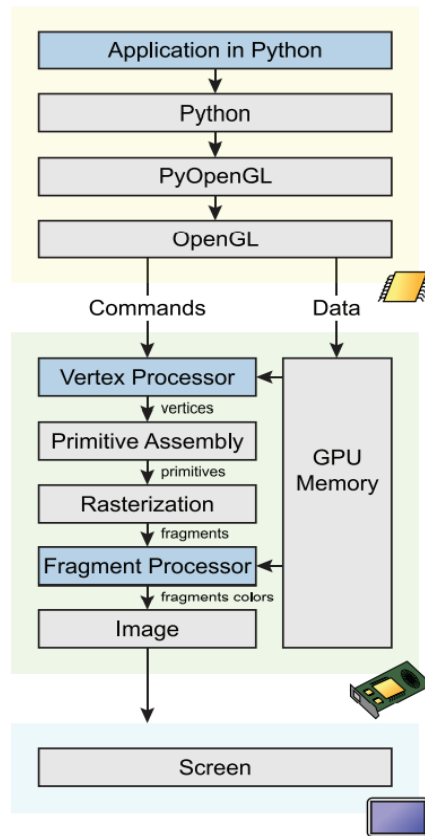 Application in Python
Python
PyOpenGL
OpenGL
Commands
Data
Vertex Processor
vertices
Primitive Assembly
primitives
Rasterization
fragments
Fragment Processor
fragments colors
Image
GPU
Memory
Screen